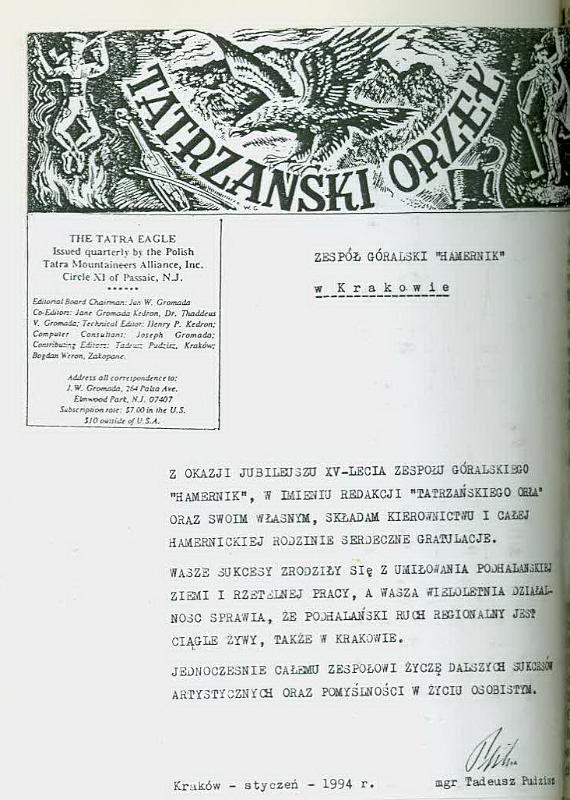 TATRZAŃSKI ORZEŁ
THE TATRA EAGLE
Issued quarterly by the Polish
Tatra Mountaineers Alliance, Inc.
Circle XI of Passaic, N.J.
Editorial Board Chairman: Jan W. Gromada
Co-Editors: Jane Gromada Kedron, Dr. Thaddeus
V. Gromada; Technical Editor: Henry P. Kedron;
Computer Consultant: Joseph Gromada;
Contributing Editors: Tadeusz Pudzisz, Kraków;
Bogdan Weron, Zakopane.
Address all correspondence to:
J.W. Gromada, 264 Palsa Ave.
Elmwood Park, N.J. 07407
Subscription rate: $7.00 in the U.S.
$10 outside of U.S.A.
ZESPÓŁ GÓRALSKI "HAMERNIK"
w Krakowie
Z OKAZJI JUBILEUSZU XV-LECIA ZESPOŁU GÓRALSKIEGO
"HAMERNIK", W IMIENIU REDAKCJI "TATRZAŃSKIEGO ORŁA"
ORAZ SWOIM WŁASNYM, SKŁADAM KIEROWNICTWU I CAŁEJ
HAMERNICKIEJ RODZINIE SERDECZNE GRATULACJE.
WASZE SUKCESY ZRODZIŁY SIĘ Z UMIŁOWANIA PODHALAŃSKIEJ
ZIEMI I RZETELNEJ PRACY, A WASZA WIELOLETNIA DZIAŁAL-
NOSC SPRAWIA, ŻE PODHALAŃSKI RUCH REGIONALNY JEST
CIĄGLE ŻYWY, TAKŻE W KRAKOWIE.
JEDNOCZESNIE CAŁEMU ZESPOŁOWI ŻYCZĘ DALSZYCH SUKCESÓW
ARTYSTYCZNYCH ORAZ POMYŚLNOŚCI W ŻYCIU OSOBISTYM.
Kraków - styczeń - 1994 r.
mgr Tadeusz Pudzisz